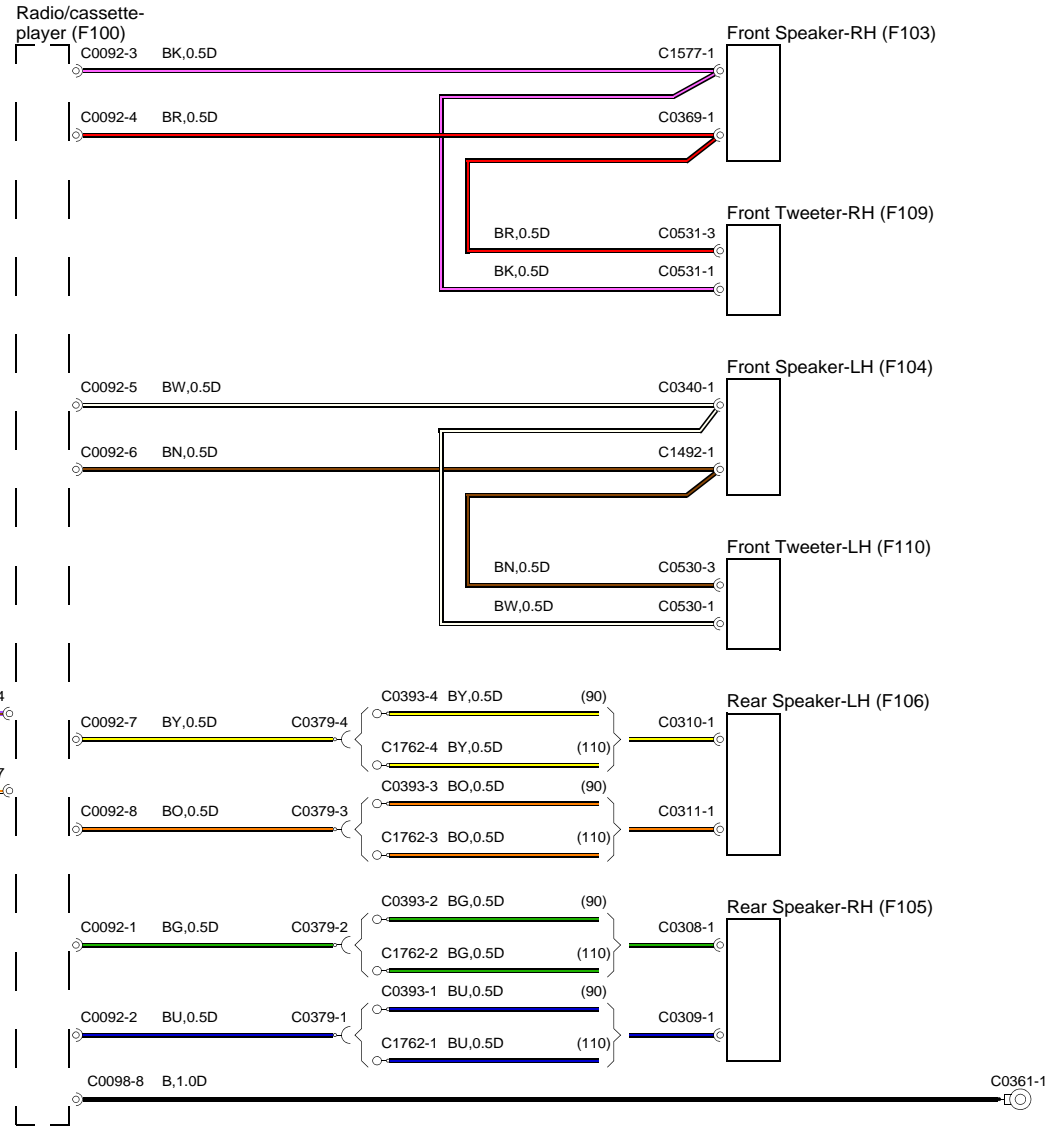 Radio/cassette-
player (F100)
Front Speaker-RH (F103)
C0092-3 BK,0.5D C1577-1
C0092-4 BR,0.5D C0369-1
Front Tweeter-RH (F109)
BR,0.5D C0531-3
BK,0.5D C0531-1
Front Speaker-LH (F104)
C0092-5 BW,0.5D C0340-1
C0092-6 BN,0.5D C1492-1
Front Tweeter-LH (F110)
BN,0.5D C0530-3
BW,0.5D C0530-1
4
C0393-4 BY,0.5D (90)
Rear Speaker-LH (F106)
C0092-7 BY,0.5D C0379-4 C0310-1
C1762-4 BY,0.5D (110)
7
C0393-3 BO,0.5D (90)
C0092-8 BO,0.5D C0379-3 C0311-1
C1762-3 BO,0.5D (110)
C0393-2 BG,0.5D (90)
Rear Speaker-RH (F105)
C0092-1 BG,0.5D C0379-2 C0308-1
C1762-2 BG,0.5D (110)
C0393-1 BU,0.5D (90)
C0092-2 BU,0.5D C0379-1 C0309-1
C1762-1 BU,0.5D (110)
C0098-8 B,1.0D C0361-1